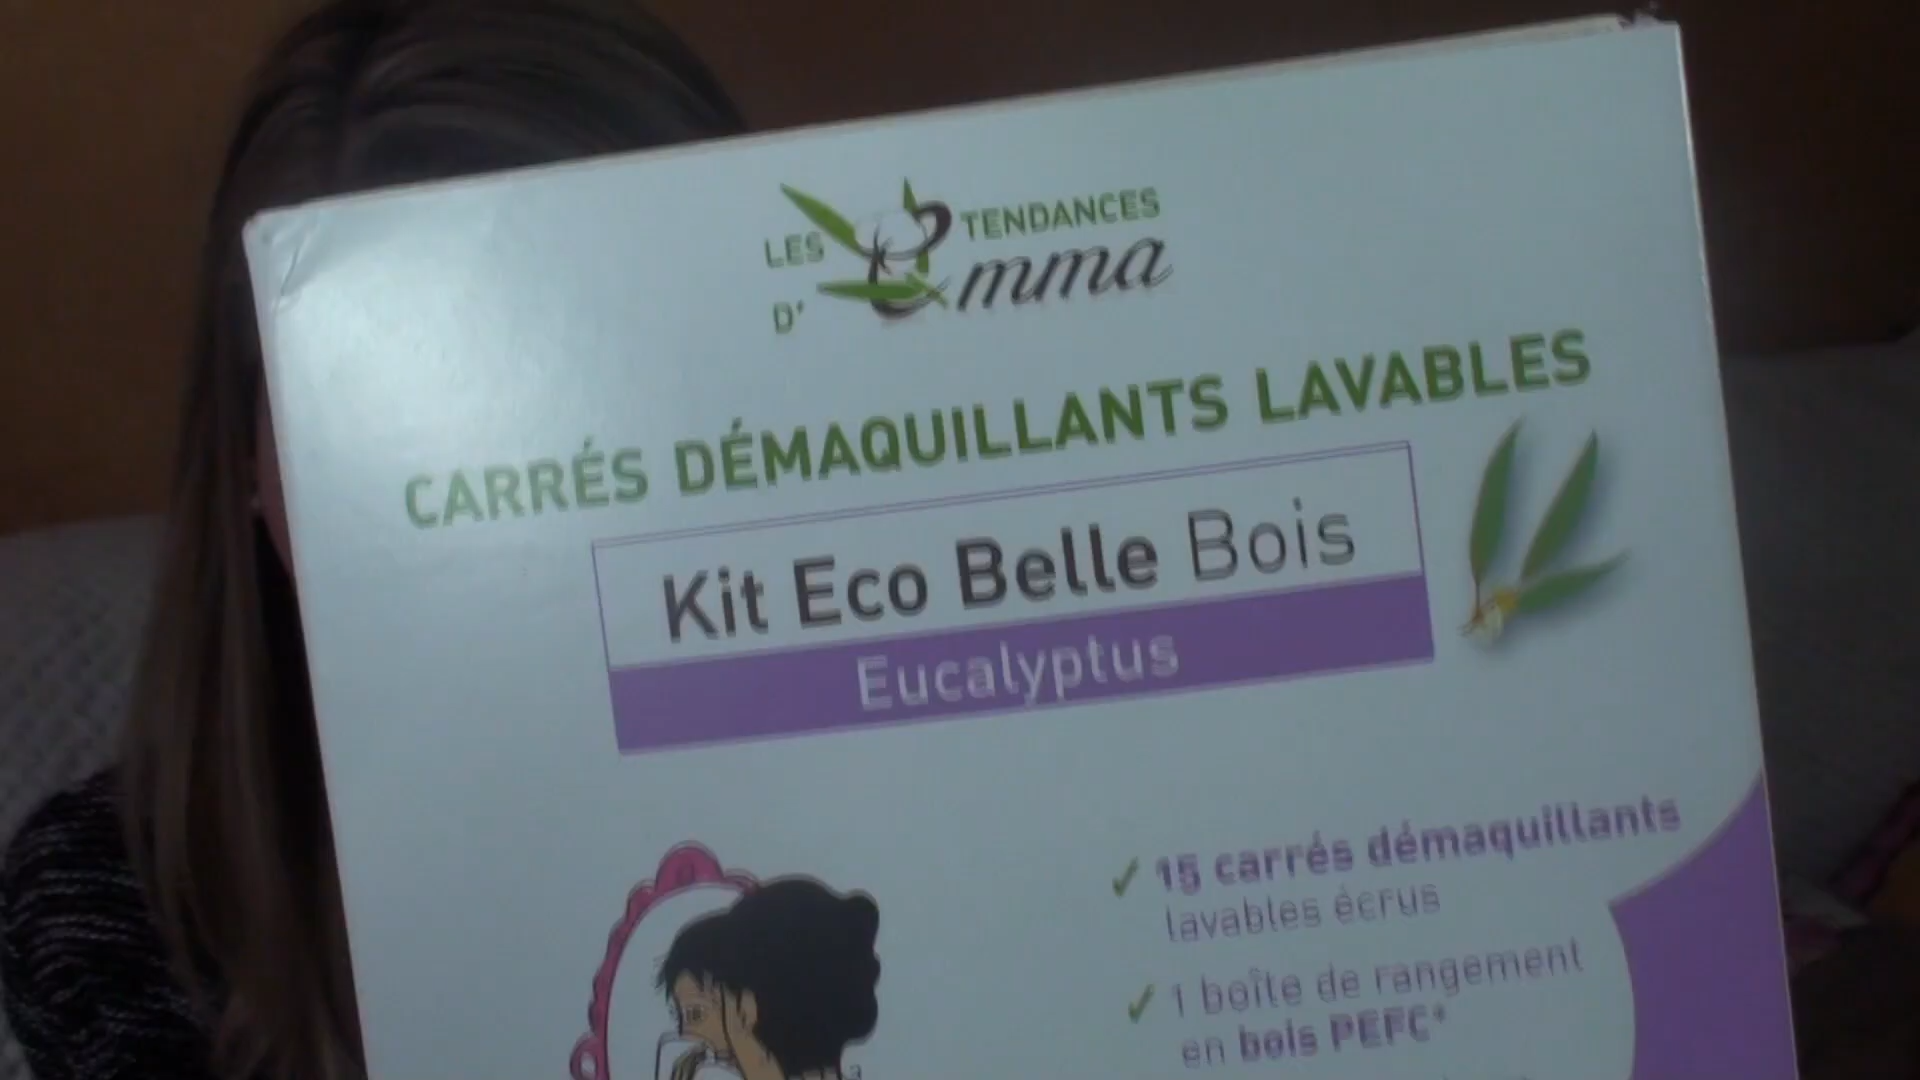 LES TENDANCES
D'emma
CARRÉS DÉMAQUILLANTS LAVABLES
Kit Eco Belle Bois
Eucalyptus
✓ 15 carrés démaquillants
lavables écrus
✓ 1 boîte de rangement
en bois PEFC*